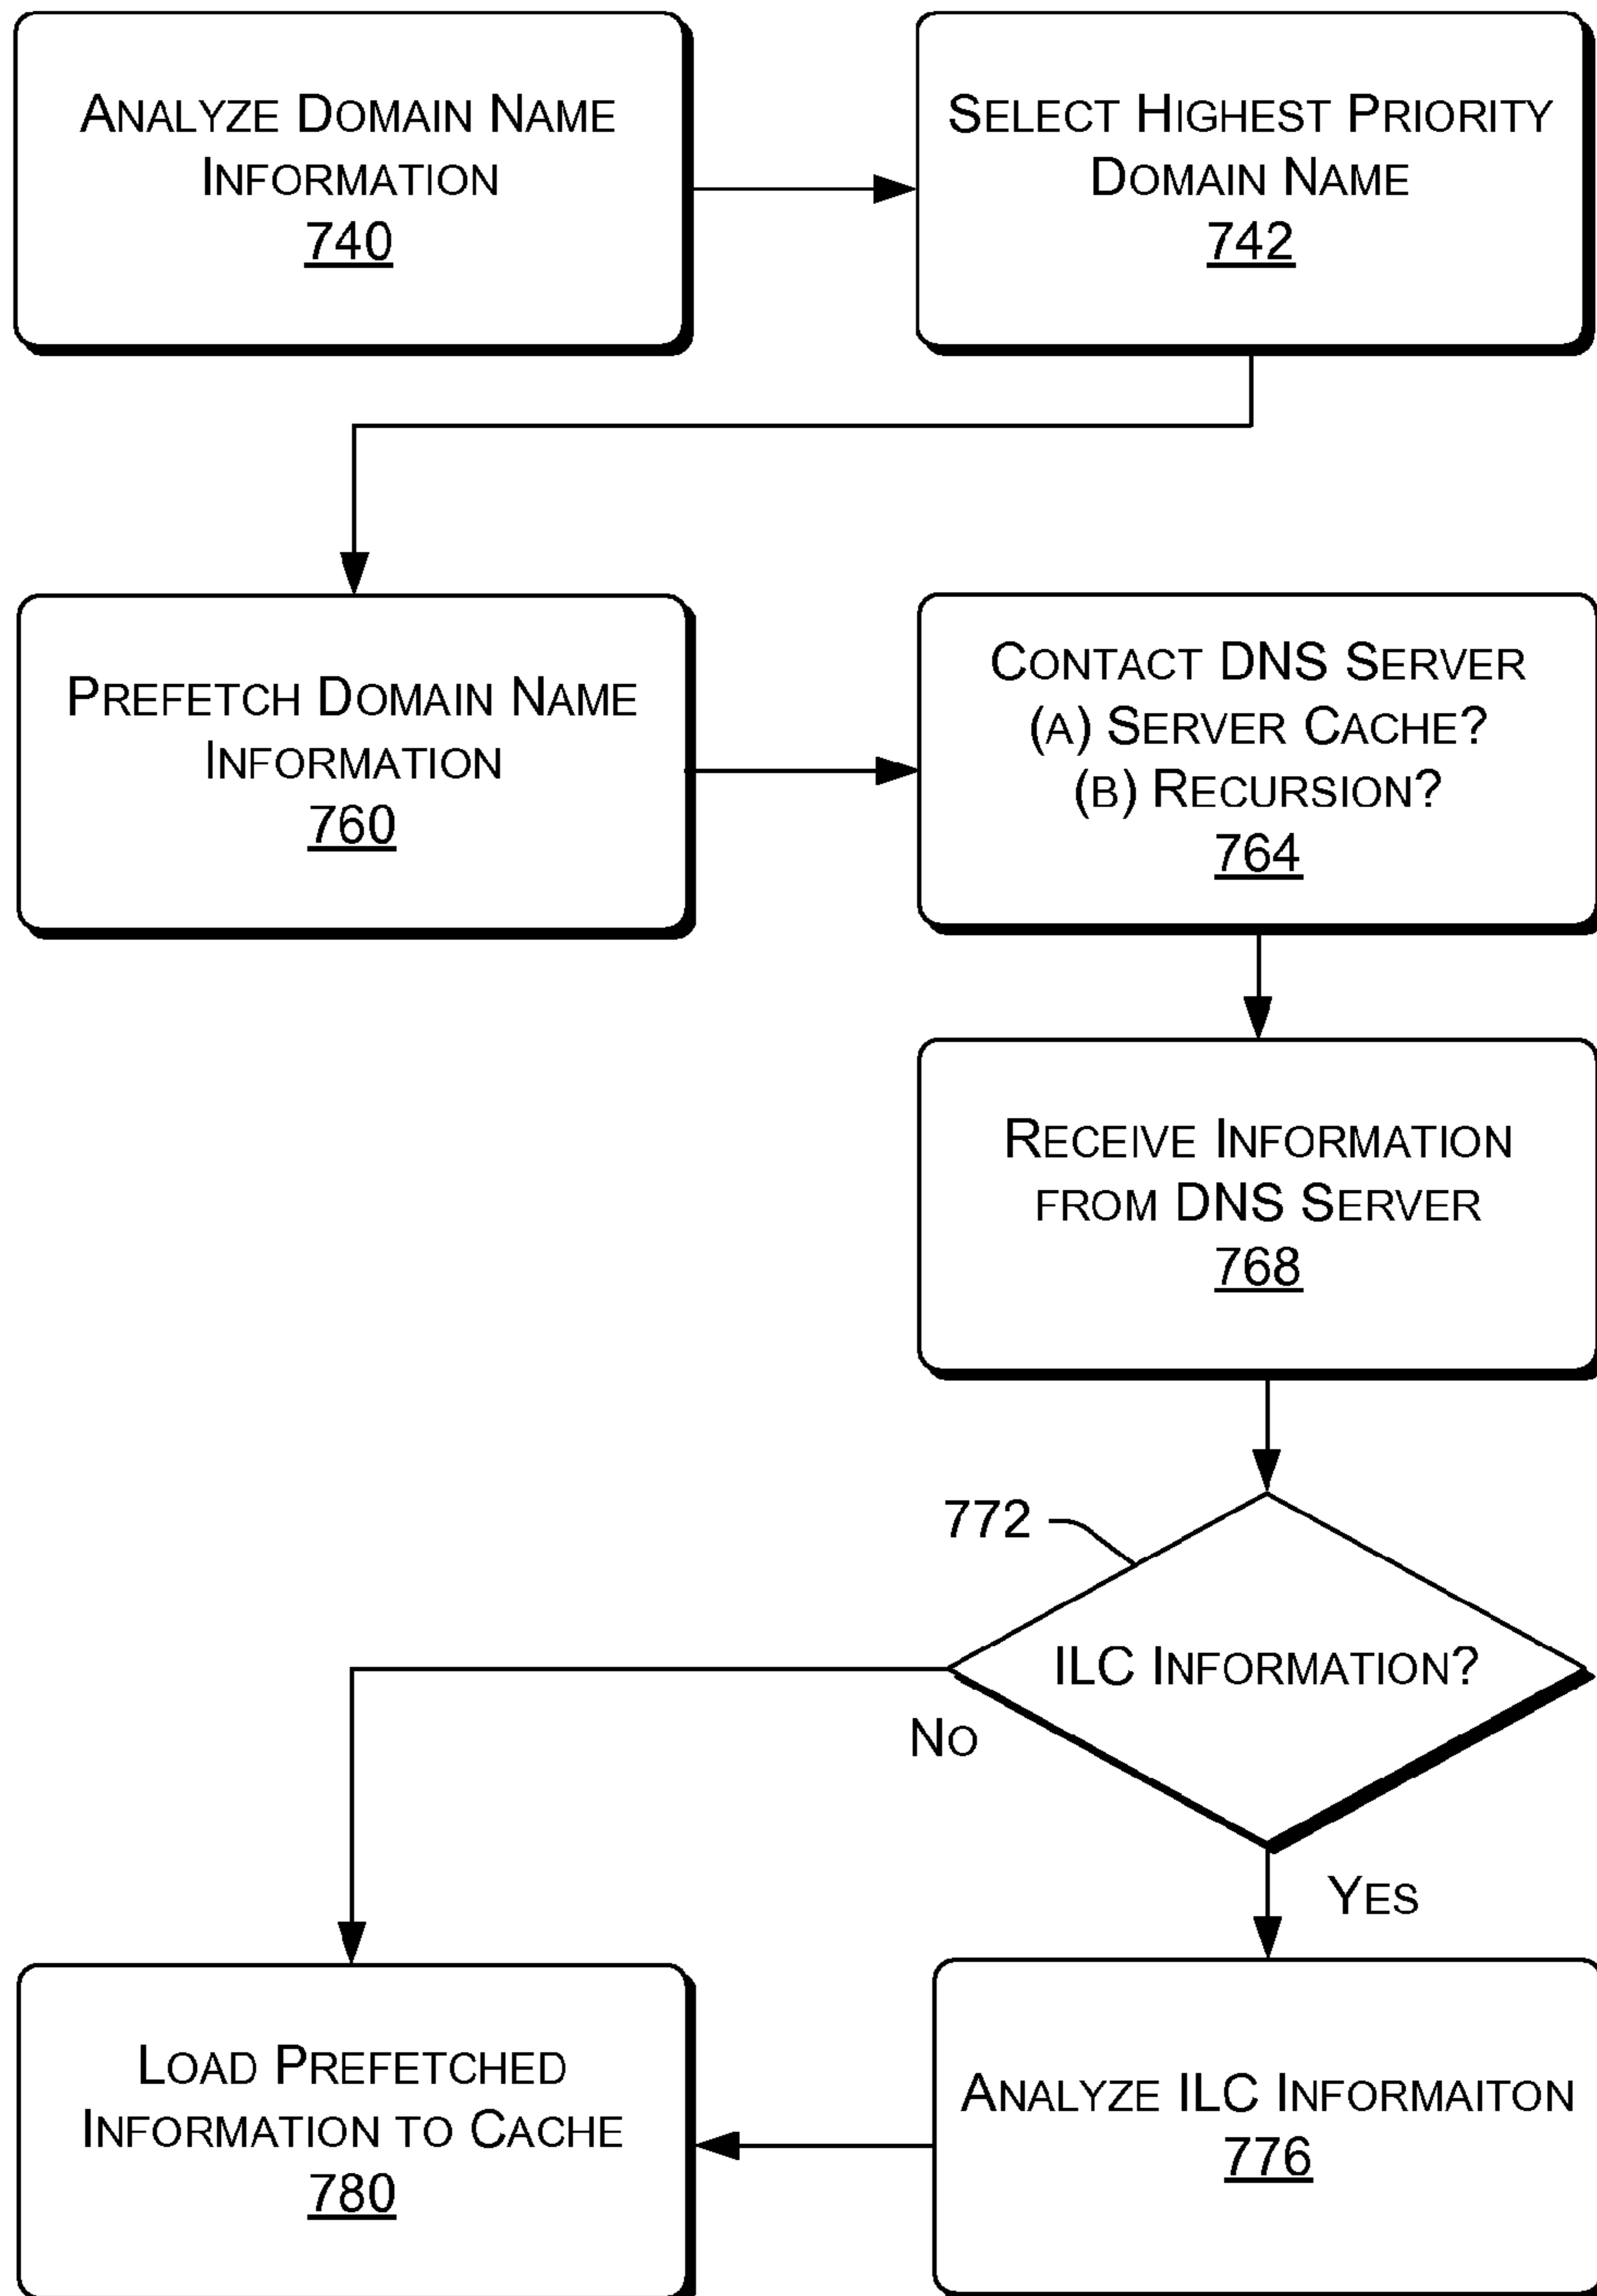 ANALYZE DOMAIN NAME
INFORMATION
740
SELECT HIGHEST PRIORITY
DOMAIN NAME
742
PREFETCH DOMAIN NAME
INFORMATION
760
CONTACT DNS SERVER
(A) SERVER CACHE?
(B) RECURSION?
764
RECEIVE INFORMATION
FROM DNS SERVER
768
772
ILC INFORMATION?
NO
YES
LOAD PREFETCHED
INFORMATION TO CACHE
780
ANALYZE ILC INFORMAITON
776